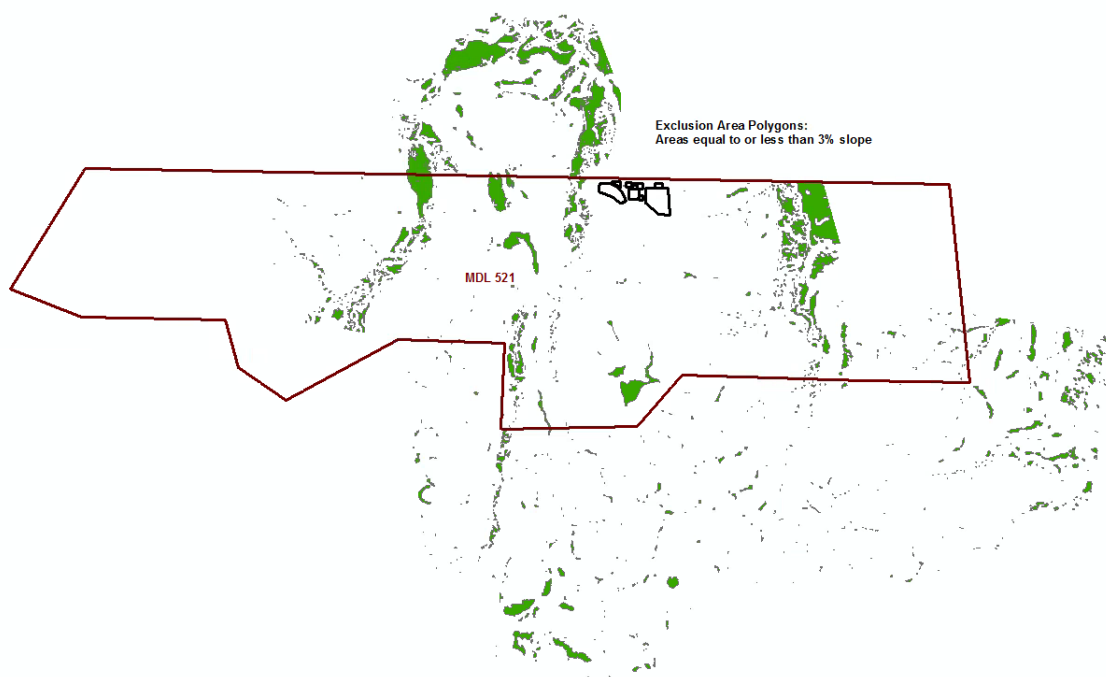 Exclusion Area Polygons:
Areas equal to or less than 3% slope
MDL 521